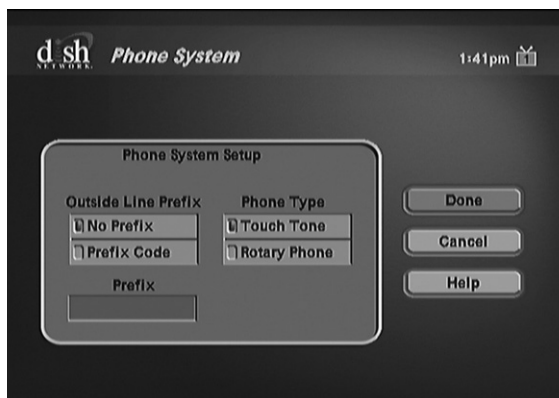 dish
NETWORK.
Phone System
1:41pm 1
Phone System Setup
Outside Line Prefix
No Prefix
Prefix Code
Prefix
Phone Type
Touch Tone
Rotary Phone
Done
Cancel
Help